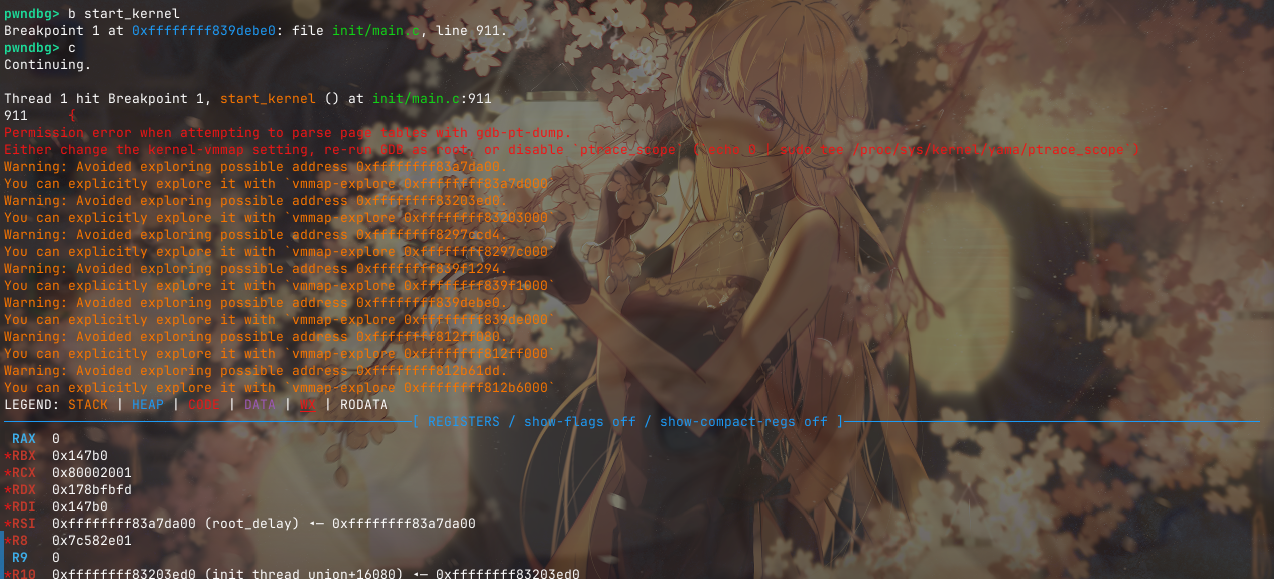 pwndbg> b start_kernel
Breakpoint 1 at 0xffffffff839debe0: file init/main.c, line 911.
pwndbg> c
Continuing.
Thread 1 hit Breakpoint 1, start_kernel () at init/main.c:911
911     {
Permission error when attempting to parse page tables with gdb-pt-dump.
Either change the kernel-vmmap setting, re-run GDB as root, or disable `ptrace_scope` (`echo 0 | sudo tee /proc/sys/kernel/yama/ptrace_scope`)
Warning: Avoided exploring possible address 0xffffffff83a7da00.
You can explicitly explore it with `vmmap-explore 0xffffffff83a7d000`
Warning: Avoided exploring possible address 0xffffffff83203ed0.
You can explicitly explore it with `vmmap-explore 0xffffffff83203000`
Warning: Avoided exploring possible address 0xffffffff8297ccd4.
You can explicitly explore it with `vmmap-explore 0xffffffff8297c000`
Warning: Avoided exploring possible address 0xffffffff839f1294.
You can explicitly explore it with `vmmap-explore 0xffffffff839f1000`
Warning: Avoided exploring possible address 0xffffffff839debe0.
You can explicitly explore it with `vmmap-explore 0xffffffff839de000`
Warning: Avoided exploring possible address 0xffffffff812ff080.
You can explicitly explore it with `vmmap-explore 0xffffffff812ff000`
Warning: Avoided exploring possible address 0xffffffff812b61dd.
You can explicitly explore it with `vmmap-explore 0xffffffff812b6000`
LEGEND: STACK | HEAP | CODE | DATA | WX | RODATA
[ REGISTERS / show-flags off / show-compact-regs off ]
RAX  0
*RBX  0x147b0
*RCX  0x80002001
*RDX  0x178bfbfd
*RDI  0x147b0
*RSI  0xffffffff83a7da00 (root_delay) ◂— 0xffffffff83a7da00
*R8   0x7c582e01
R9   0
*R10  0xffffffff83203ed0 (init_thread_union+16080) ◂— 0xffffffff83203ed0